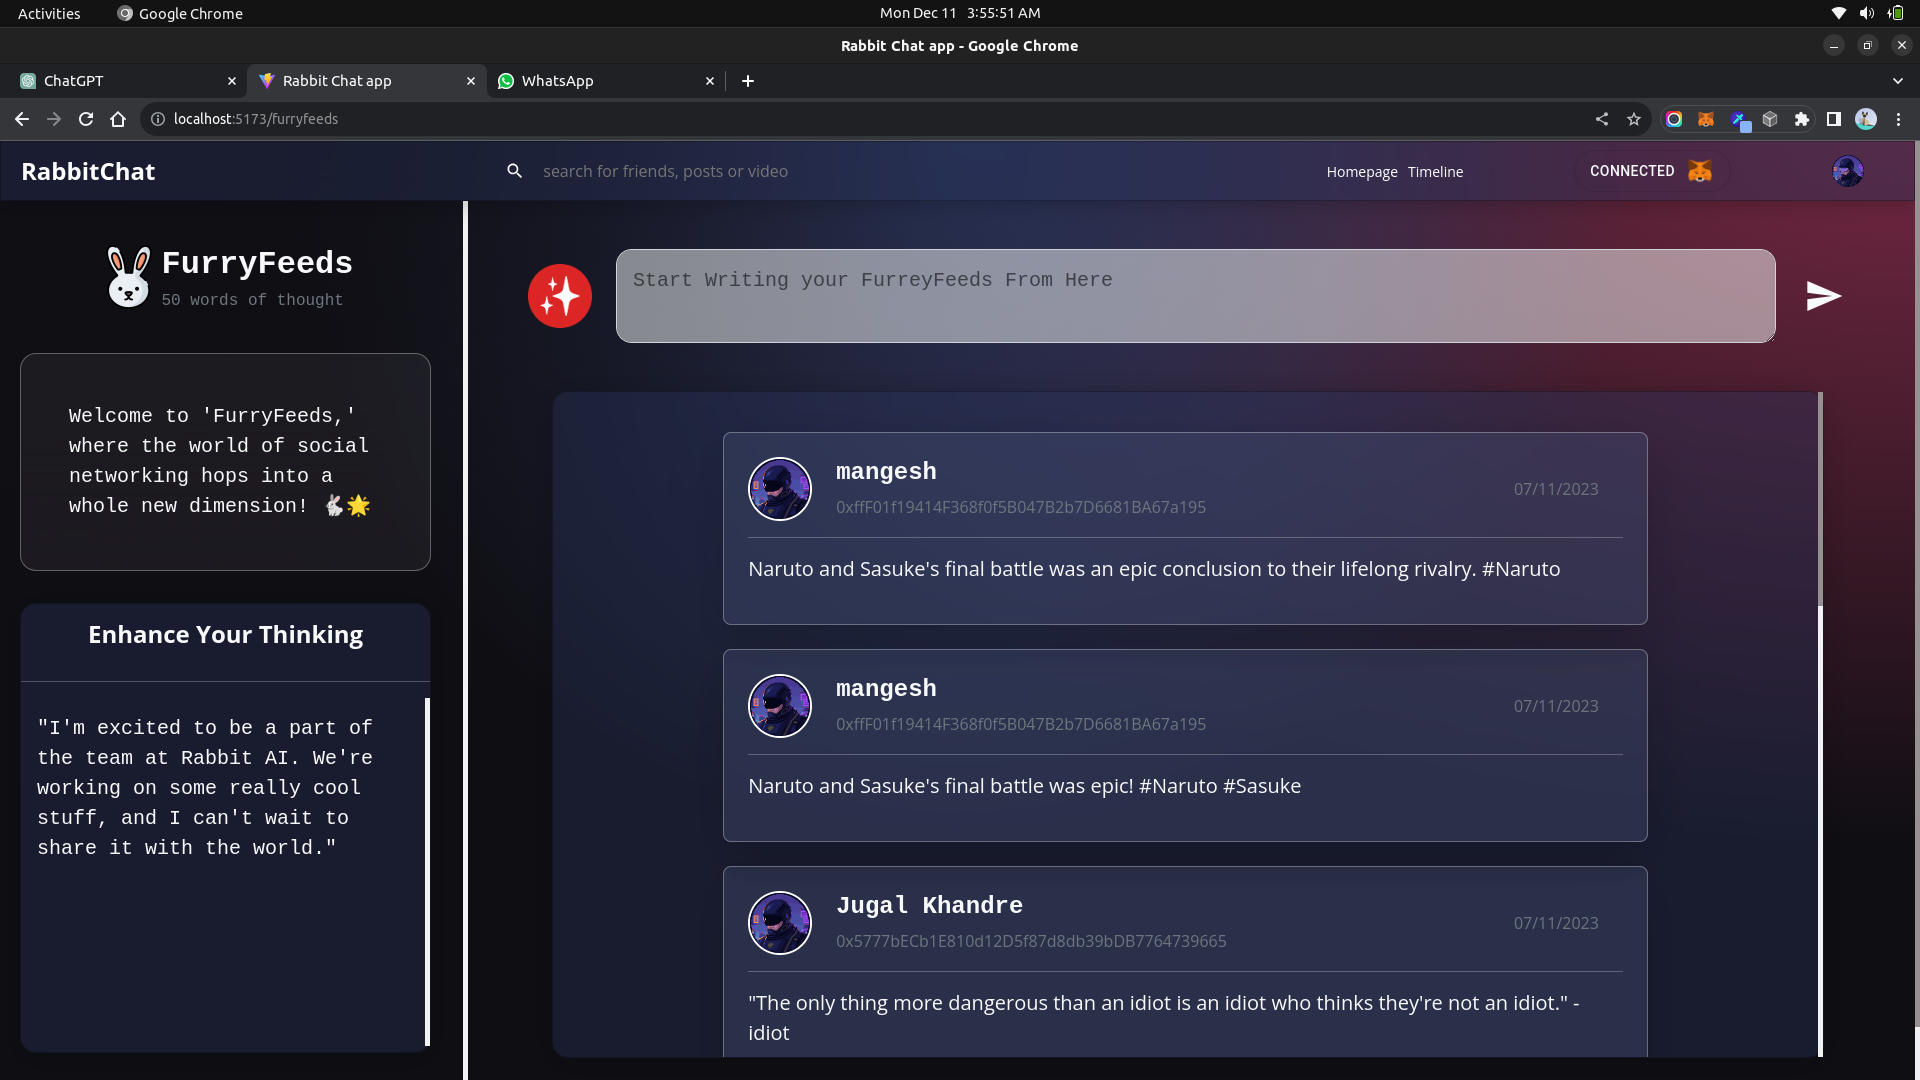 Activities
Google Chrome
Mon Dec 11 3:55:51 AM
Rabbit Chat app - Google Chrome
ChatGPT
Rabbit Chat app
WhatsApp
localhost:5173/furryfeeds
RabbitChat
search for friends, posts or video
Homepage
Timeline
CONNECTED
FurryFeeds
50 words of thought
Welcome to 'FurryFeeds,'
where the world of social
networking hops into a
whole new dimension! 🐇🌟
Enhance Your Thinking
"I'm excited to be a part of
the team at Rabbit AI. We're
working on some really cool
stuff, and I can't wait to
share it with the world."
Start Writing your FurreyFeeds From Here
mangesh
0xffF01f19414F368f0f5B047B2b7D6681BA67a195
07/11/2023
Naruto and Sasuke's final battle was an epic conclusion to their lifelong rivalry. #Naruto
mangesh
0xffF01f19414F368f0f5B047B2b7D6681BA67a195
07/11/2023
Naruto and Sasuke's final battle was epic! #Naruto #Sasuke
Jugal Khandre
0x5777bECb1E810d12D5f87d8db39bDB7764739665
07/11/2023
"The only thing more dangerous than an idiot is an idiot who thinks they're not an idiot." -
idiot